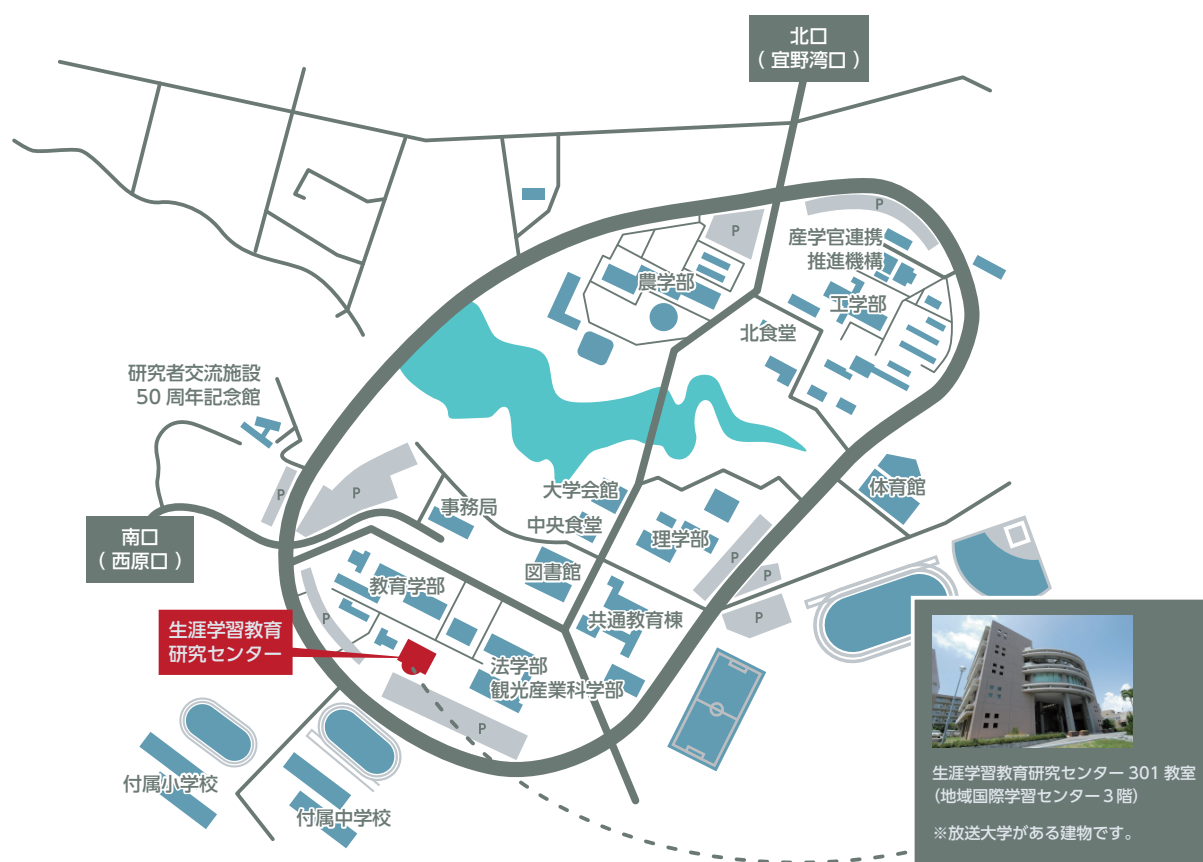 北口
( 宜野湾口 )
P
P
産学官連携
推進機構
農学部
工学部
北食堂
研究者交流施設
50 周年記念館
P
P
大学会館
体育館
事務局
中央食堂
南口
( 西原口 )
理学部
P
P
図書館
教育学部
P
共通教育棟
P
生涯学習教育
研究センター
法学部
観光産業科学部
P
付属小学校
付属中学校
生涯学習教育研究センター 301 教室
(地域国際学習センター３階)
※放送大学がある建物です。